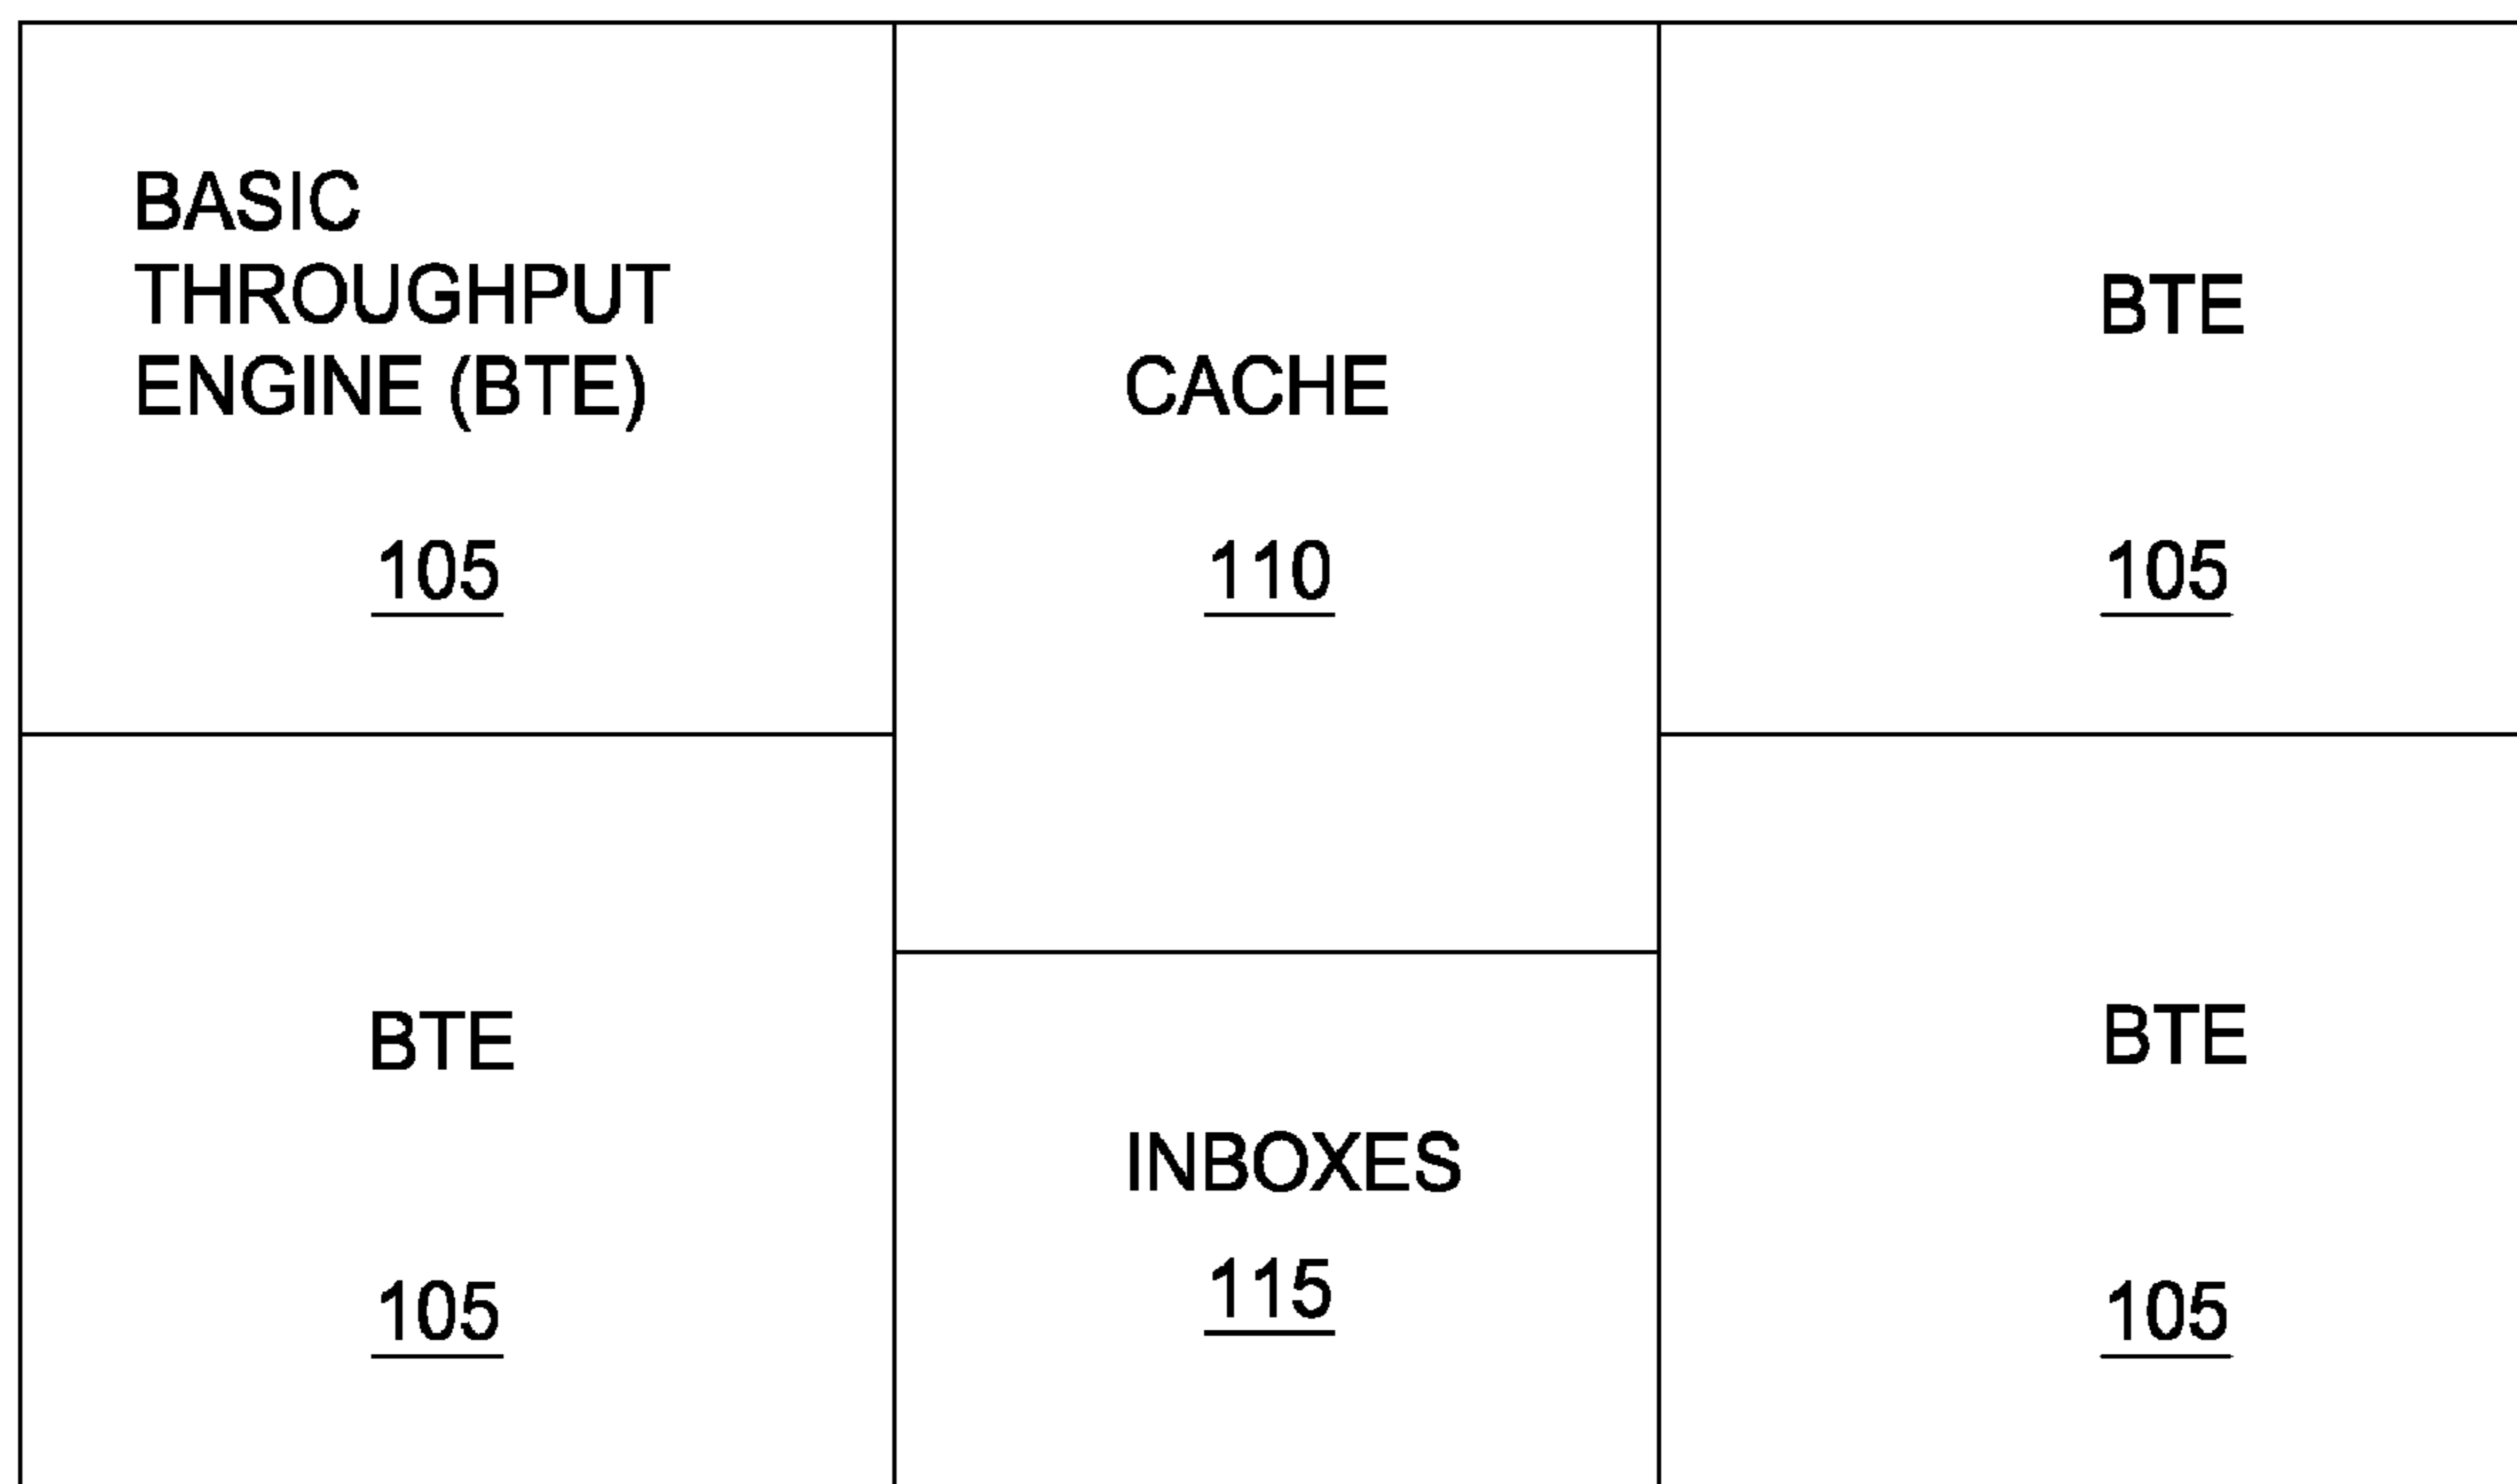 BASIC
THROUGHPUT
ENGINE (BTE)
105
CACHE
110
BTE
105
BTE
105
INBOXES
115
BTE
105